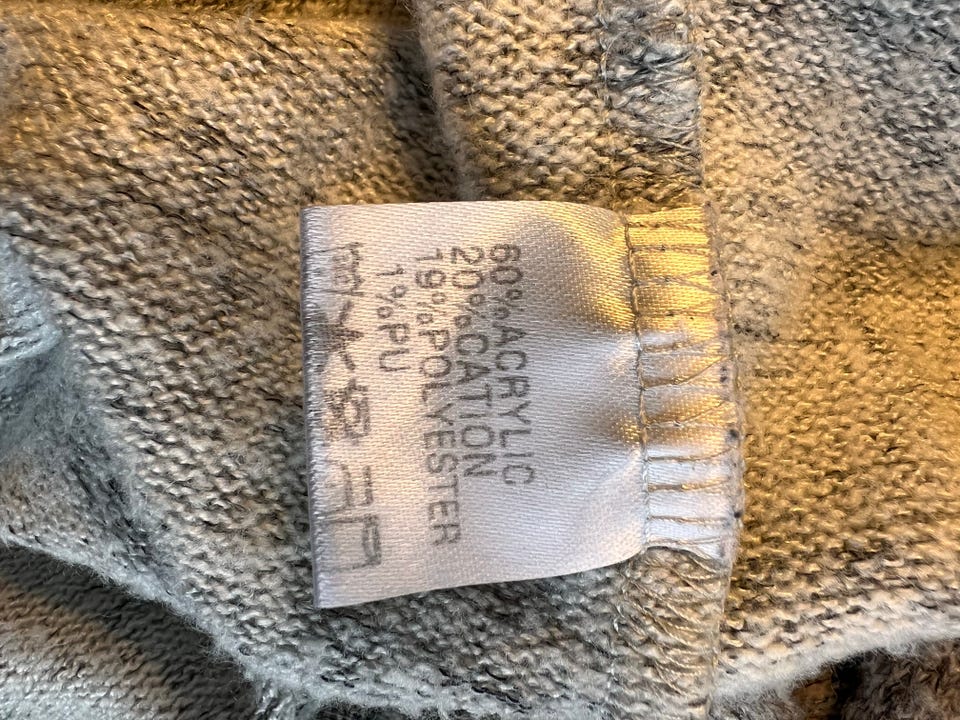 60%ACRYLIC
20%CATION
19%POLYESTER
1%PU